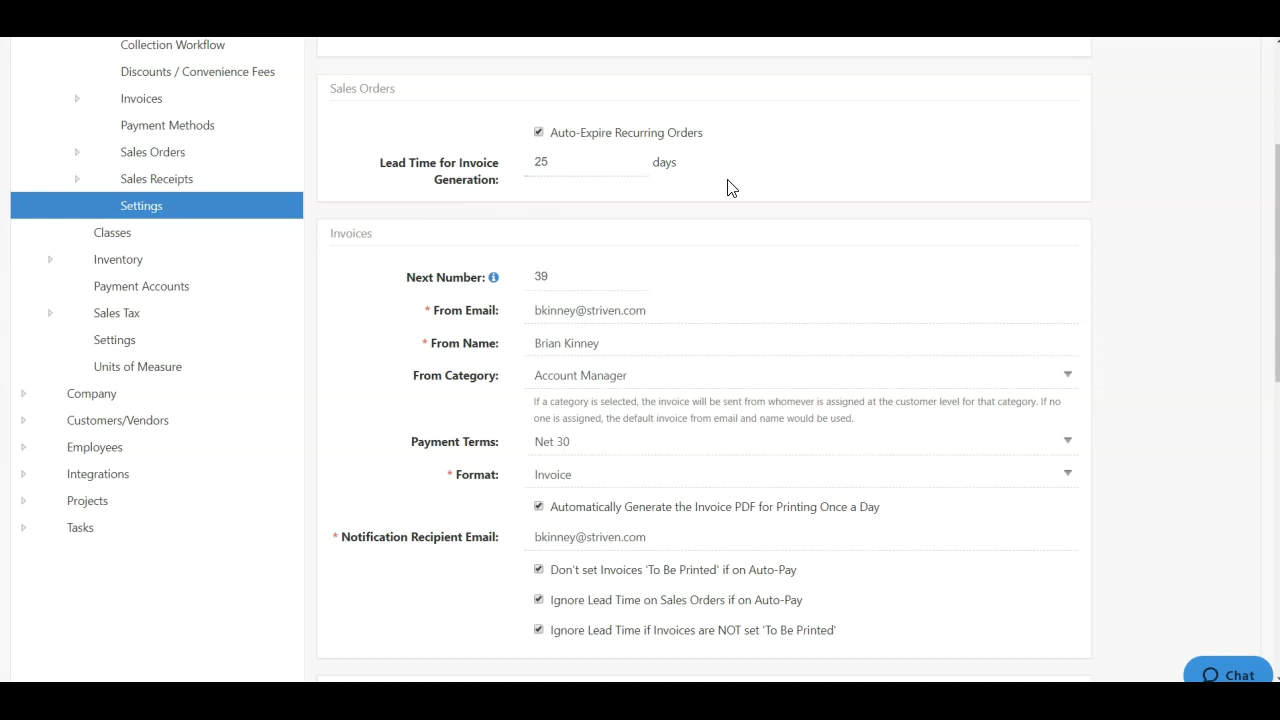 Collection Workflow
Discounts / Convenience Fees
Invoices
Payment Methods
Sales Orders
Sales Receipts
Settings
Classes
Inventory
Payment Accounts
Sales Tax
Settings
Units of Measure
Company
Customers/Vendors
Employees
Integrations
Projects
Tasks
Sales Orders
Auto-Expire Recurring Orders
Lead Time for Invoice Generation: 25 days
Invoices
Next Number: 39
* From Email: bkinney@striven.com
* From Name: Brian Kinney
From Category: Account Manager
If a category is selected, the invoice will be sent from whomever is assigned at the customer level for that category. If no
one is assigned, the default invoice from email and name would be used.
Payment Terms: Net 30
* Format: Invoice
Automatically Generate the Invoice PDF for Printing Once a Day
* Notification Recipient Email: bkinney@striven.com
Don't set Invoices 'To Be Printed' if on Auto-Pay
Ignore Lead Time on Sales Orders if on Auto-Pay
Ignore Lead Time if Invoices are NOT set 'To Be Printed'
Chat